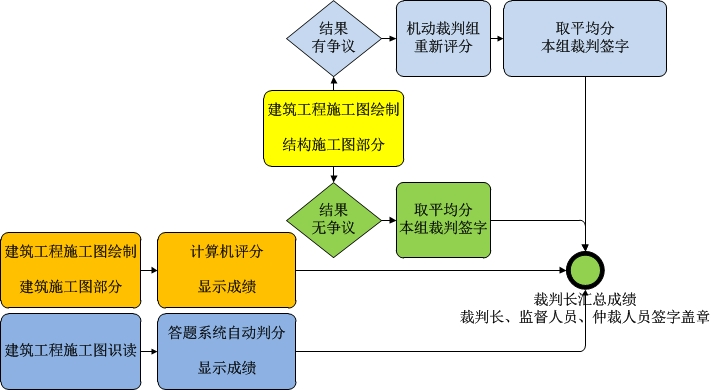 结果
有争议
机动裁判组
重新评分
取平均分
本组裁判签字
建筑工程施工图绘制
结构施工图部分
结果
无争议
取平均分
本组裁判签字
建筑工程施工图绘制
建筑施工图部分
计算机评分
显示成绩
裁判长汇总成绩
裁判长、监督人员、仲裁人员签字盖章
建筑工程施工图识读
答题系统自动判分
显示成绩